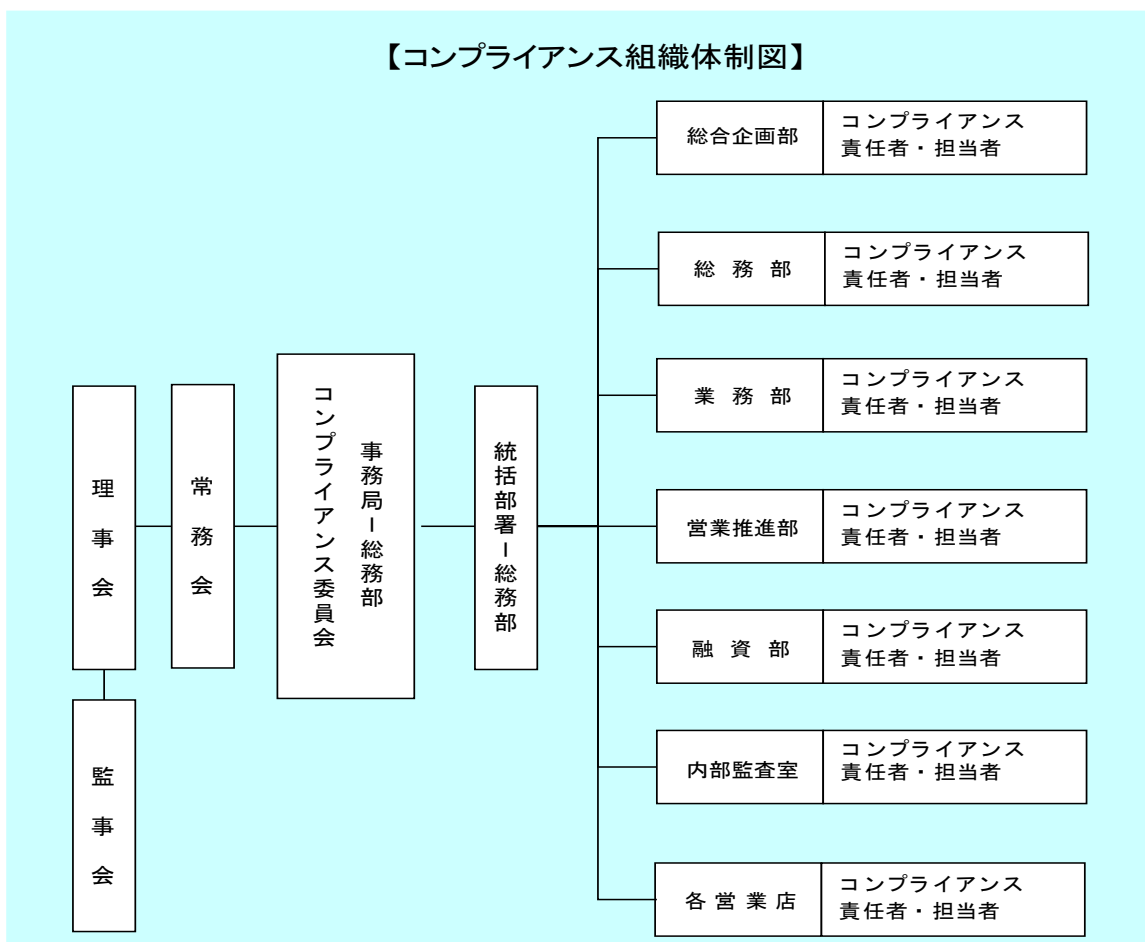 【コンプライアンス組織体制図】
理事会
監事会
常務会
コンプライアンス委員会
事務局ー総務部
統括部署ー総務部
総合企画部
コンプライアンス
責任者・担当者
総務部
コンプライアンス
責任者・担当者
業務部
コンプライアンス
責任者・担当者
営業推進部
コンプライアンス
責任者・担当者
融資部
コンプライアンス
責任者・担当者
内部監査室
コンプライアンス
責任者・担当者
各営業店
コンプライアンス
責任者・担当者